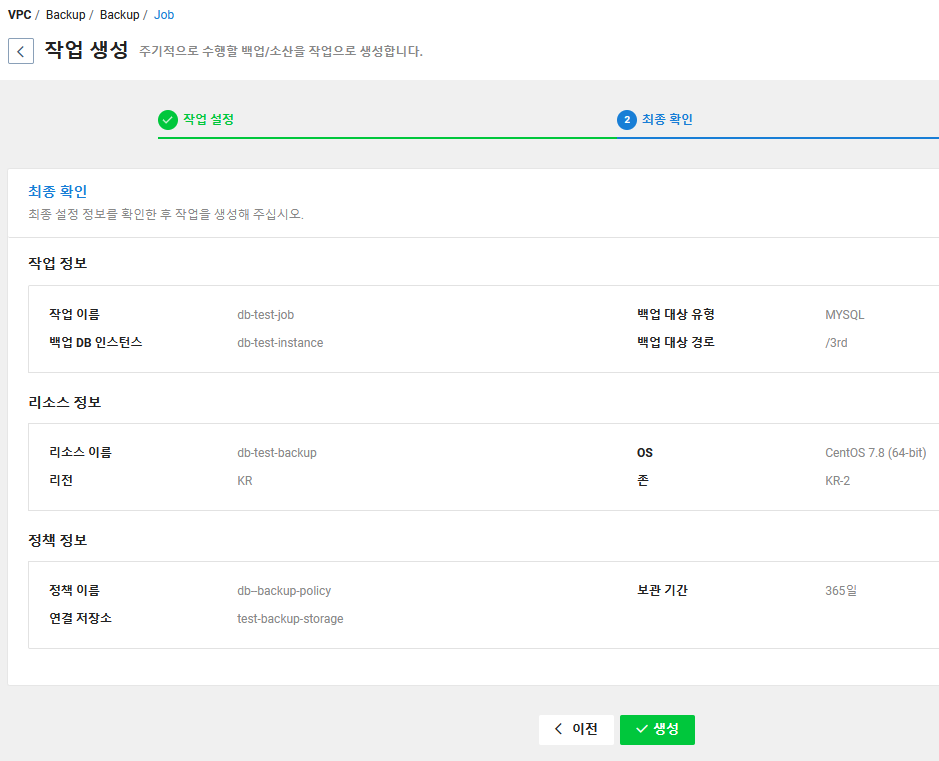 VPC / Backup / Backup / Job
작업 생성 주기적으로 수행할 백업/소산을 작업으로 생성합니다.
작업 설정 2 최종 확인
최종 확인
최종 설정 정보를 확인한 후 작업을 생성해 주십시오.
작업 정보
작업 이름 db-test-job 백업 대상 유형 MYSQL
백업 DB 인스턴스 db-test-instance 백업 대상 경로 /3rd
리소스 정보
리소스 이름 db-test-backup OS CentOS 7.8 (64-bit)
리전 KR 존 KR-2
정책 정보
정책 이름 db--backup-policy 보관 기간 365일
연결 저장소 test-backup-storage
이전 생성